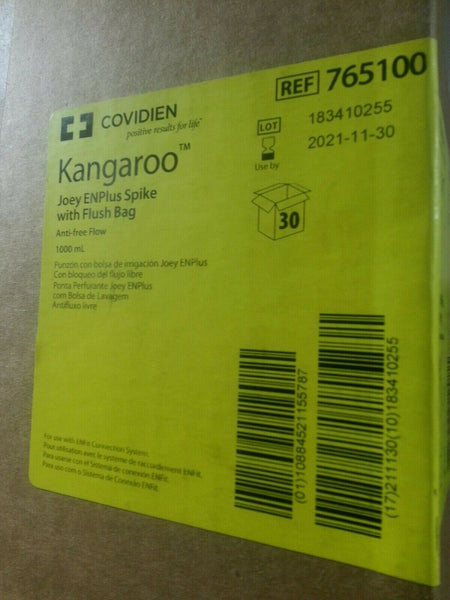 REF 765100
COVIDIEN
positive results for life™
LOT 183410255
Use by 2021-11-30
Kangaroo™
Joey ENPlus Spike
with Flush Bag
Anti-free Flow
1000 mL
30
Punzón con bolsa de irrigación Joey ENPlus
Con bloqueo del flujo libre
Ponta Perfurante Joey ENPlus
com Bolsa de Lavagem
Antifluxo livre
(01)10884521155787
(17)211130(10)183410255
For use with ENFit Connection System.
Pour utilisation avec le système de raccordement ENFit.
Para usarse con el Sistema de conexión ENFit.
Para uso com o Sistema de Conexão ENFit.